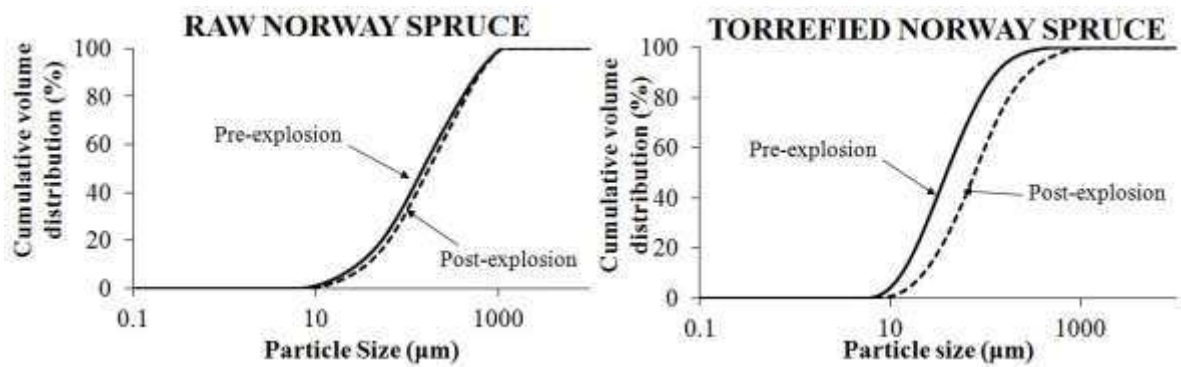 RAW NORWAY SPRUCE
Cumulative volume
distribution (%)
100
80
60
40
20
0
Pre-explosion
Post-explosion
0.1
10
1000
Particle Size (μm)
TORREFIED NORWAY SPRUCE
Cumulative volume
distribution (%)
100
80
60
40
20
0
Pre-explosion
Post-explosion
0.1
10
1000
Particle size (μm)